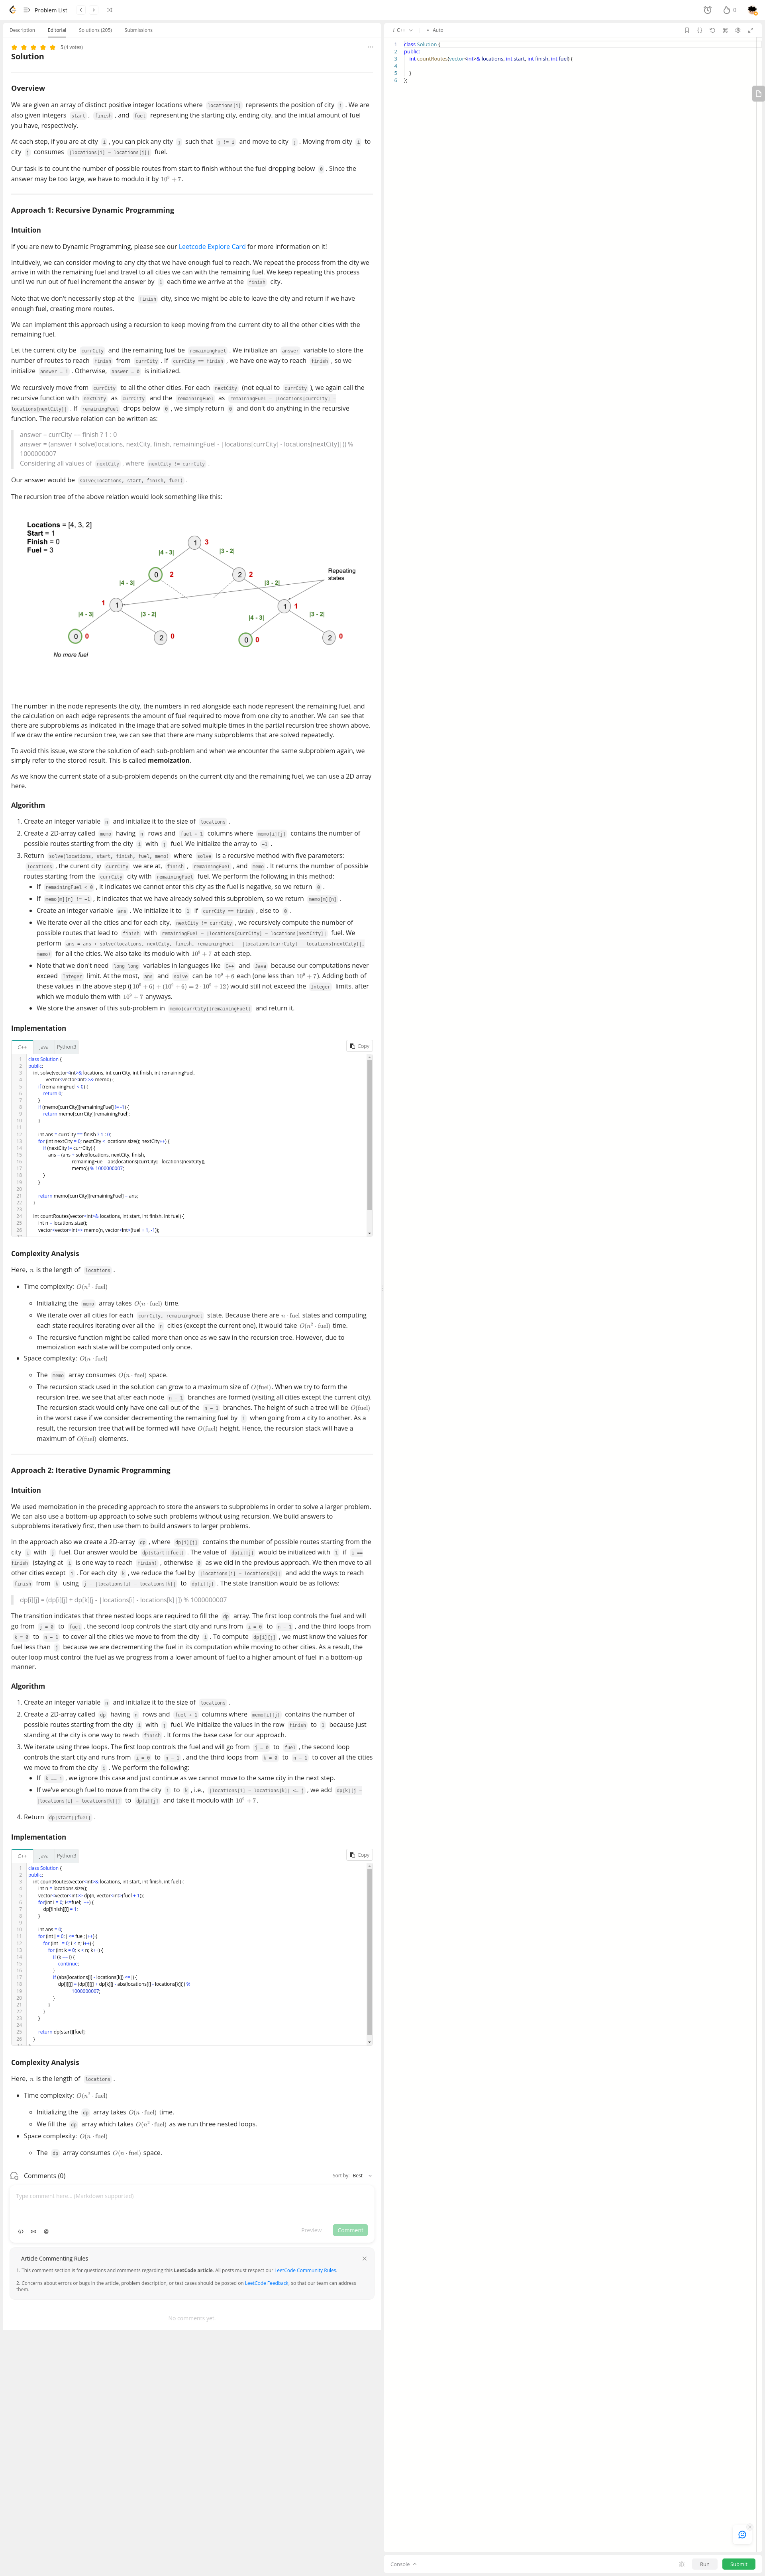 Problem List
0
Description Editorial Solutions (205) Submissions
5 (4 votes)
Solution
Overview
We are given an array of distinct positive integer locations where locations[i] represents the position of city i . We are
also given integers start , finish , and fuel representing the starting city, ending city, and the initial amount of fuel
you have, respectively.
At each step, if you are at city i , you can pick any city j such that j != i and move to city j . Moving from city i to
city j consumes |locations[i] - locations[j]| fuel.
Our task is to count the number of possible routes from start to finish without the fuel dropping below 0 . Since the
answer may be too large, we have to modulo it by 10^9 + 7.
Approach 1: Recursive Dynamic Programming
Intuition
If you are new to Dynamic Programming, please see our Leetcode Explore Card for more information on it!
Intuitively, we can consider moving to any city that we have enough fuel to reach. We repeat the process from the city we
arrive in with the remaining fuel and travel to all cities we can with the remaining fuel. We keep repeating this process
until we run out of fuel increment the answer by 1 each time we arrive at the finish city.
Note that we don't necessarily stop at the finish city, since we might be able to leave the city and return if we have
enough fuel, creating more routes.
We can implement this approach using a recursion to keep moving from the current city to all the other cities with the
remaining fuel.
Let the current city be currCity and the remaining fuel be remainingFuel . We initialize an answer variable to store the
number of routes to reach finish from currCity . If currCity == finish , we have one way to reach finish , so we
initialize answer = 1 . Otherwise, answer = 0 is initialized.
We recursively move from currCity to all the other cities. For each nextCity (not equal to currCity ), we again call the
recursive function with nextCity as currCity and the remainingFuel as remainingFuel - |locations[currCity] -
locations[nextCity]| . If remainingFuel drops below 0 , we simply return 0 and don't do anything in the recursive
function. The recursive relation can be written as:
answer = currCity == finish ? 1 : 0
answer = (answer + solve(locations, nextCity, finish, remainingFuel - |locations[currCity] - locations[nextCity]|)) %
1000000007
Considering all values of nextCity , where nextCity != currCity .
Our answer would be solve(locations, start, finish, fuel) .
The recursion tree of the above relation would look something like this:
Locations = [4, 3, 2]
Start = 1
Finish = 0
Fuel = 3
1 3
|4 - 3| |3 - 2|
0 2 2 2
|4 - 3| |3 - 2|
Repeating
states
1 1 1 1
|4 - 3| |3 - 2| |4 - 3| |3 - 2|
0 0 2 0 0 0 2 0
No more fuel
The number in the node represents the city, the numbers in red alongside each node represent the remaining fuel, and
the calculation on each edge represents the amount of fuel required to move from one city to another. We can see that
there are subproblems as indicated in the image that are solved multiple times in the partial recursive tree shown above.
If we draw the entire recursive tree, we can see that there are many subproblems that are solved repeatedly.
To avoid this issue, we store the solution of each sub-problem and when we encounter the same subproblem again, we
simply refer to the stored result. This is called memoization.
As we know the current state of a sub-problem depends on the current city and the remaining fuel, we can use a 2D array
here.
Algorithm
1. Create an integer variable n and initialize it to the size of locations .
2. Create a 2D-array called memo having n rows and fuel + 1 columns where memo[i][j] contains the number of
possible routes starting from the city i with j fuel. We initialize the array to -1 .
3. Return solve(locations, start, finish, fuel, memo) where solve is a recursive method with five parameters:
locations , the curent city currCity we are at, finish , remainingFuel , and memo . It returns the number of possible
routes starting from the currCity city with remainingFuel fuel. We perform the following in this method:
If remainingFuel < 0 , it indicates we cannot enter this city as the fuel is negative, so we return 0 .
If memo[m][n] != -1 , it indicates that we have already solved this subproblem, so we return memo[m][n] .
Create an integer variable ans . We initialize it to 1 if currCity == finish , else to 0 .
We iterate over all the cities and for each city, nextCity != currCity , we recursively compute the number of
possible routes that lead to finish with remainingFuel - |locations[currCity] - locations[nextCity]| fuel. We
perform ans = ans + solve(locations, nextCity, finish, remainingFuel - |locations[currCity] - locations[nextCity]|,
memo) for all the cities. We also take its modulo with 10^9 + 7 at each step.
Note that we don't need long long variables in languages like C++ and Java because our computations never
exceed Integer limit. At the most, ans and solve can be 10^9 + 6 each (one less than 10^9 + 7). Adding both of
these values in the above step ((10^9 + 6) + (10^9 + 6) = 2 · 10^9 + 12) would still not exceed the Integer limits, after
which we modulo them with 10^9 + 7 anyways.
We store the answer of this sub-problem in memo[currCity][remainingFuel] and return it.
Implementation
C++ Java Python3 Copy
1 class Solution {
2 public:
3 int solve(vector<int>& locations, int currCity, int finish, int remainingFuel,
4 vector<vector<int>>& memo) {
5 if (remainingFuel < 0) {
6 return 0;
7 }
8 if (memo[currCity][remainingFuel] != -1) {
9 return memo[currCity][remainingFuel];
10 }
11
12 int ans = currCity == finish ? 1 : 0;
13 for (int nextCity = 0; nextCity < locations.size(); nextCity++) {
14 if (nextCity != currCity) {
15 ans = (ans + solve(locations, nextCity, finish,
16 remainingFuel - abs(locations[currCity] - locations[nextCity]),
17 memo)) % 1000000007;
18 }
19 }
20
21 return memo[currCity][remainingFuel] = ans;
22 }
23
24 int countRoutes(vector<int>& locations, int start, int finish, int fuel) {
25 int n = locations.size();
26 vector<vector<int>> memo(n, vector<int>(fuel + 1, -1));
Complexity Analysis
Here, n is the length of locations .
Time complexity: O(n^2 · fuel)
Initializing the memo array takes O(n · fuel) time.
We iterate over all cities for each currCity, remainingFuel state. Because there are n · fuel states and computing
each state requires iterating over all the n cities (except the current one), it would take O(n^2 · fuel) time.
The recursive function might be called more than once as we saw in the recursion tree. However, due to
memoization each state will be computed only once.
Space complexity: O(n · fuel)
The memo array consumes O(n · fuel) space.
The recursion stack used in the solution can grow to a maximum size of O(fuel). When we try to form the
recursion tree, we see that after each node n - 1 branches are formed (visiting all cities except the current city).
The recursion stack would only have one call out of the n - 1 branches. The height of such a tree will be O(fuel)
in the worst case if we consider decrementing the remaining fuel by 1 when going from a city to another. As a
result, the recursion tree that will be formed will have O(fuel) height. Hence, the recursion stack will have a
maximum of O(fuel) elements.
Approach 2: Iterative Dynamic Programming
Intuition
We used memoization in the preceding approach to store the answers to subproblems in order to solve a larger problem.
We can also use a bottom-up approach to solve such problems without using recursion. We build answers to
subproblems iteratively first, then use them to build answers to larger problems.
In the approach also we create a 2D-array dp , where dp[i][j] contains the number of possible routes starting from the
city i with j fuel. Our answer would be dp[start][fuel] . The value of dp[i][j] would be initialized with 1 if i ==
finish (staying at i is one way to reach finish) , otherwise 0 as we did in the previous approach. We then move to all
other cities except i . For each city k , we reduce the fuel by |locations[i] - locations[k]| and add the ways to reach
finish from k using j - |locations[i] - locations[k]| to dp[i][j] . The state transition would be as follows:
dp[i][j] = (dp[i][j] + dp[k][j - |locations[i] - locations[k]|]) % 1000000007
The transition indicates that three nested loops are required to fill the dp array. The first loop controls the fuel and will
go from j = 0 to fuel , the second loop controls the start city and runs from i = 0 to n - 1 , and the third loops from
k = 0 to n - 1 to cover all the cities we move to from the city i . To compute dp[i][j] , we must know the values for
fuel less than j because we are decrementing the fuel in its computation while moving to other cities. As a result, the
outer loop must control the fuel as we progress from a lower amount of fuel to a higher amount of fuel in a bottom-up
manner.
Algorithm
1. Create an integer variable n and initialize it to the size of locations .
2. Create a 2D-array called dp having n rows and fuel + 1 columns where memo[i][j] contains the number of
possible routes starting from the city i with j fuel. We initialize the values in the row finish to 1 because just
standing at the city is one way to reach finish . It forms the base case for our approach.
3. We iterate using three loops. The first loop controls the fuel and will go from j = 0 to fuel , the second loop
controls the start city and runs from i = 0 to n - 1 , and the third loops from k = 0 to n - 1 to cover all the cities
we move to from the city i . We perform the following:
If k == i , we ignore this case and just continue as we cannot move to the same city in the next step.
If we've enough fuel to move from the city i to k , i.e., |locations[i] - locations[k]| <= j , we add dp[k][j -
|locations[i] - locations[k]|] to dp[i][j] and take it modulo with 10^9 + 7.
4. Return dp[start][fuel] .
Implementation
C++ Java Python3 Copy
1 class Solution {
2 public:
3 int countRoutes(vector<int>& locations, int start, int finish, int fuel) {
4 int n = locations.size();
5 vector<vector<int>> dp(n, vector<int>(fuel + 1));
6 for(int i = 0; i<=fuel; i++) {
7 dp[finish][i] = 1;
8 }
9
10 int ans = 0;
11 for (int j = 0; j <= fuel; j++) {
12 for (int i = 0; i < n; i++) {
13 for (int k = 0; k < n; k++) {
14 if (k == i) {
15 continue;
16 }
17 if (abs(locations[i] - locations[k]) <= j) {
18 dp[i][j] = (dp[i][j] + dp[k][j - abs(locations[i] - locations[k])]) %
19 1000000007;
20 }
21 }
22 }
23 }
24
25 return dp[start][fuel];
26 }
Complexity Analysis
Here, n is the length of locations .
Time complexity: O(n^2 · fuel)
Initializing the dp array takes O(n · fuel) time.
We fill the dp array which takes O(n^2 · fuel) as we run three nested loops.
Space complexity: O(n · fuel)
The dp array consumes O(n · fuel) space.
Comments (0) Sort by: Best
Type comment here... (Markdown supported)
Preview Comment
Article Commenting Rules
1. This comment section is for questions and comments regarding this LeetCode article. All posts must respect our LeetCode Community Rules.
2. Concerns about errors or bugs in the article, problem description, or test cases should be posted on LeetCode Feedback, so that our team can address
them.
No comments yet.
i C++ • Auto
1 class Solution {
2 public:
3 int countRoutes(vector<int>& locations, int start, int finish, int fuel) {
4
5 }
6 };
Console Run Submit